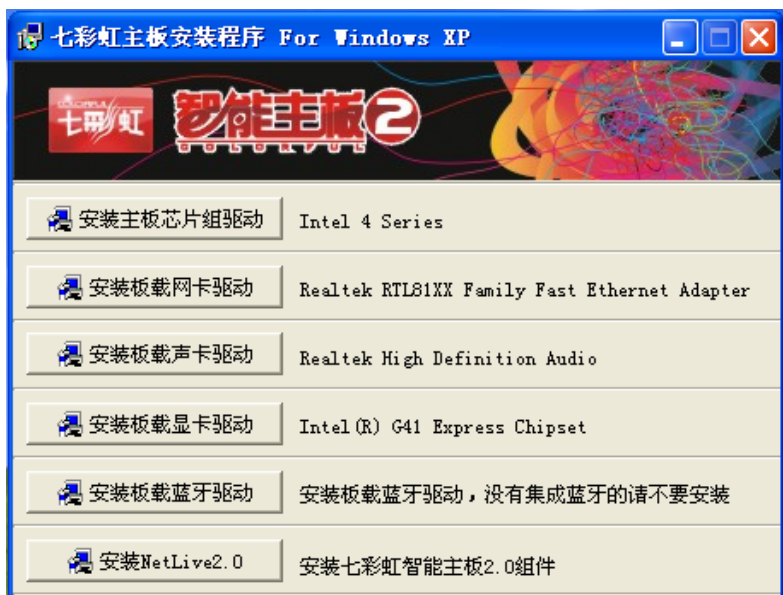 七彩虹主板安装程序 For Windows XP
COLORFUL
七彩虹
智能主板2
COLORFUL
安装主板芯片组驱动 Intel 4 Series
安装板载网卡驱动 Realtek RTL81XX Family Fast Ethernet Adapter
安装板载声卡驱动 Realtek High Definition Audio
安装板载显卡驱动 Intel(R) G41 Express Chipset
安装板载蓝牙驱动 安装板载蓝牙驱动，没有集成蓝牙的请不要安装
安装NetLive2.0 安装七彩虹智能主板2.0组件